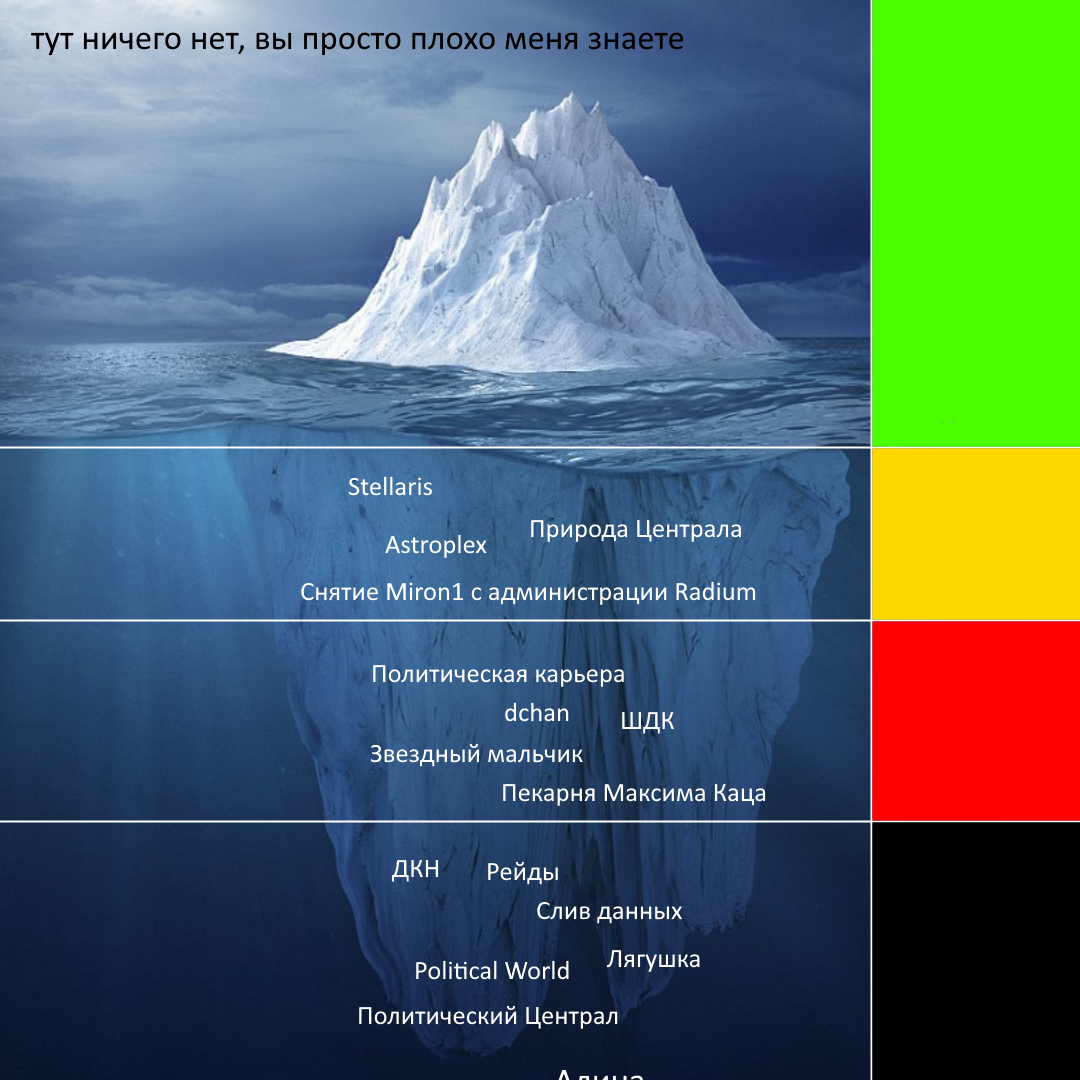 тут ничего нет, вы просто плохо меня знаете
Stellaris
Природа Централа
Astroplex
Снятие Miron1 с администрации Radium
Политическая карьера
dchan
ШДК
Звездный мальчик
Пекарня Максима Каца
ДКН
Рейды
Слив данных
Лягушка
Political World
Политический Централ